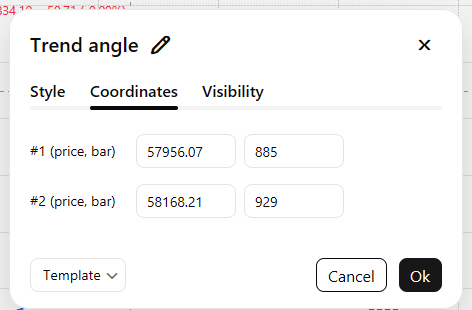 Trend angle
Style Coordinates Visibility
#1 (price, bar) 57956.07 885
#2 (price, bar) 58168.21 929
Template Cancel Ok